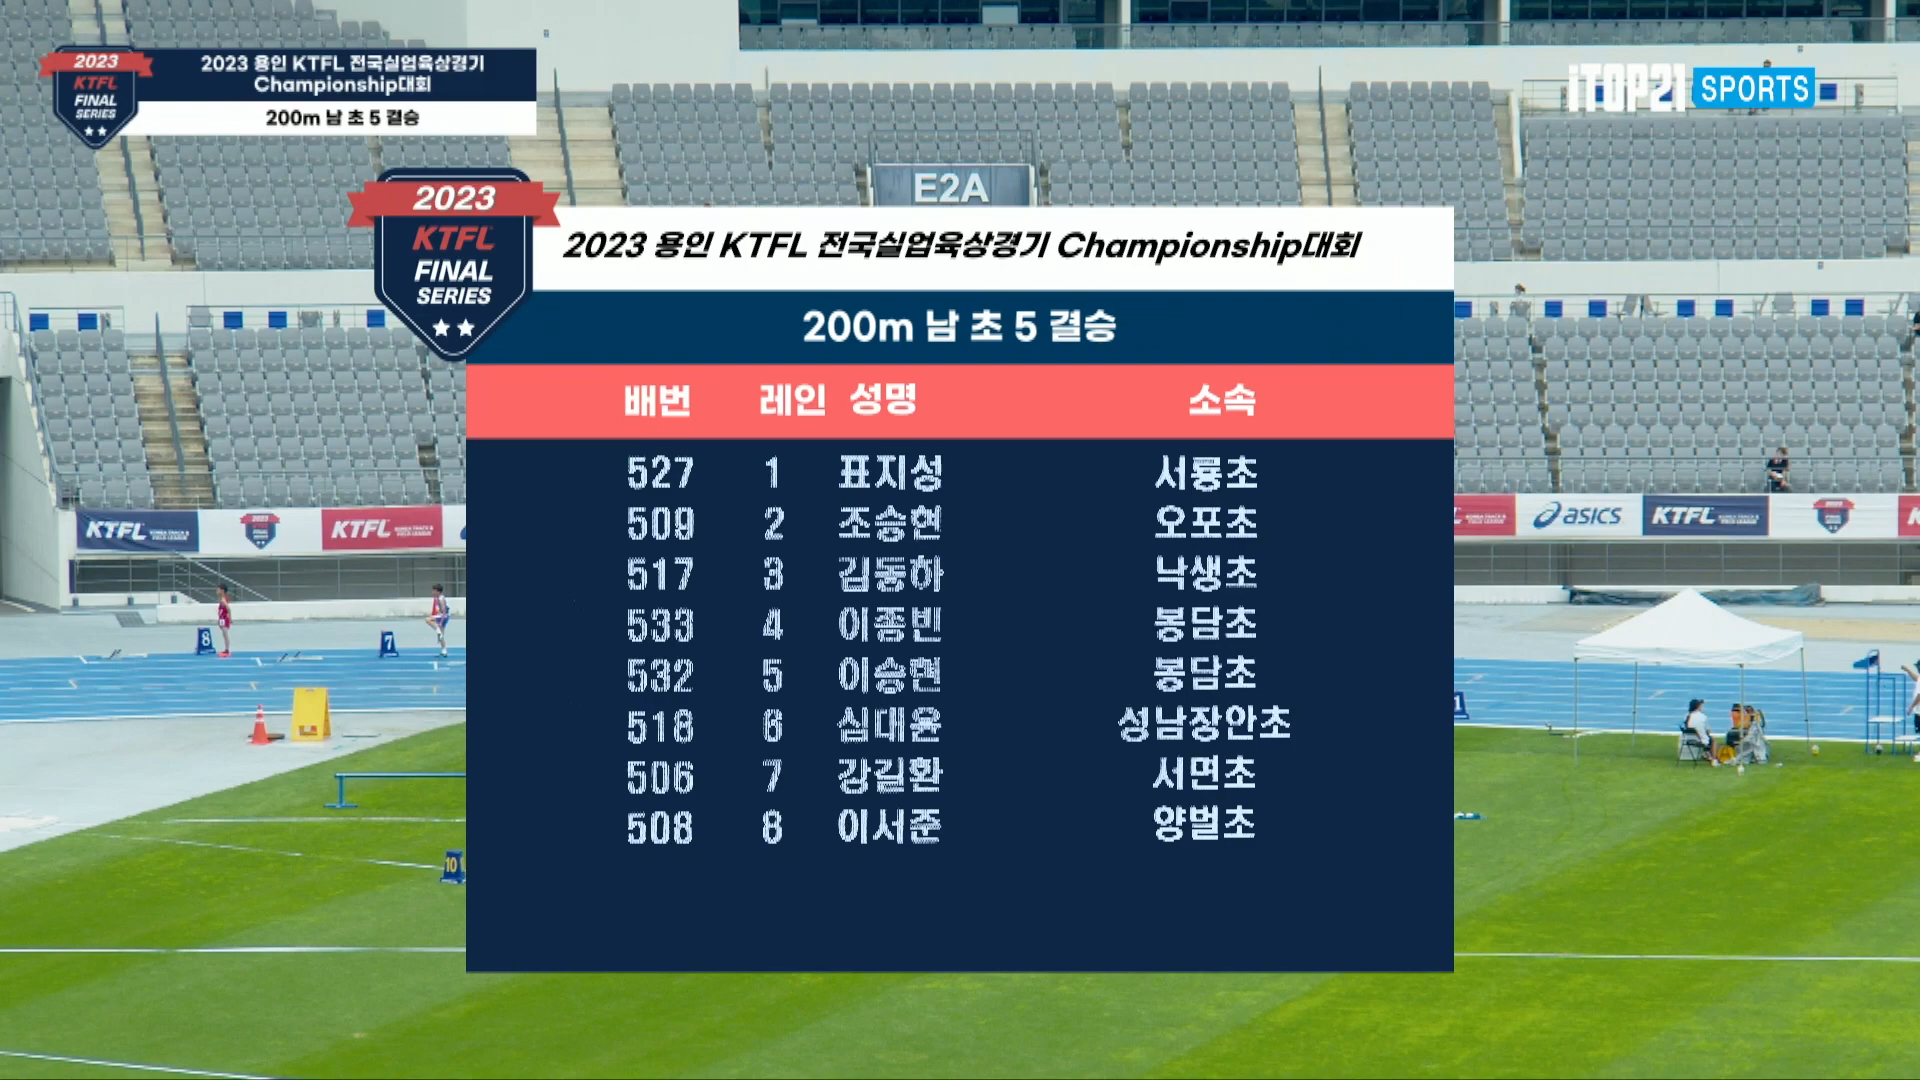 2023
KTFL
FINAL
SERIES
2023 용인 KTFL 전국실업육상경기
Championship대회
200m 남 초 5 결승
iTOP21 SPORTS
E2A
2023
KTFL
FINAL
SERIES
2023 용인 KTFL 전국실업육상경기 Championship대회
200m 남 초 5 결승
배번 레인 성명 소속
527 1 표지성 서룡초
509 2 조승현 오포초
517 3 김동하 낙생초
533 4 이종빈 봉담초
532 5 이승현 봉담초
518 6 심대윤 성남장안초
506 7 강길환 서면초
508 8 이서준 양벌초
KTFL
KTFL
asics
KTFL
8
7
1
10